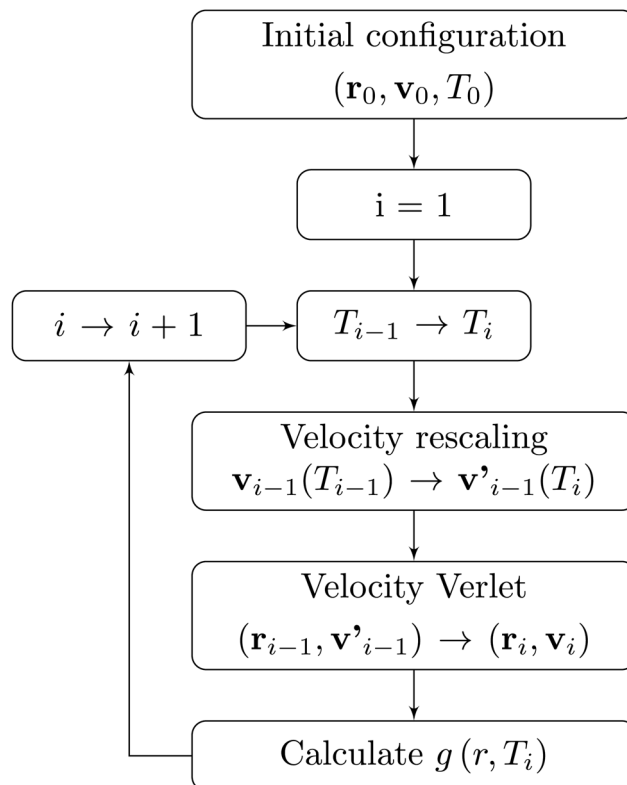 Initial configuration
(r₀, v₀, T₀)
i = 1
i → i + 1
Tᵢ₋₁ → Tᵢ
Velocity rescaling
vᵢ₋₁(Tᵢ₋₁) → v’ᵢ₋₁(Tᵢ)
Velocity Verlet
(rᵢ₋₁, v’ᵢ₋₁) → (rᵢ, vᵢ)
Calculate g (r, Tᵢ)